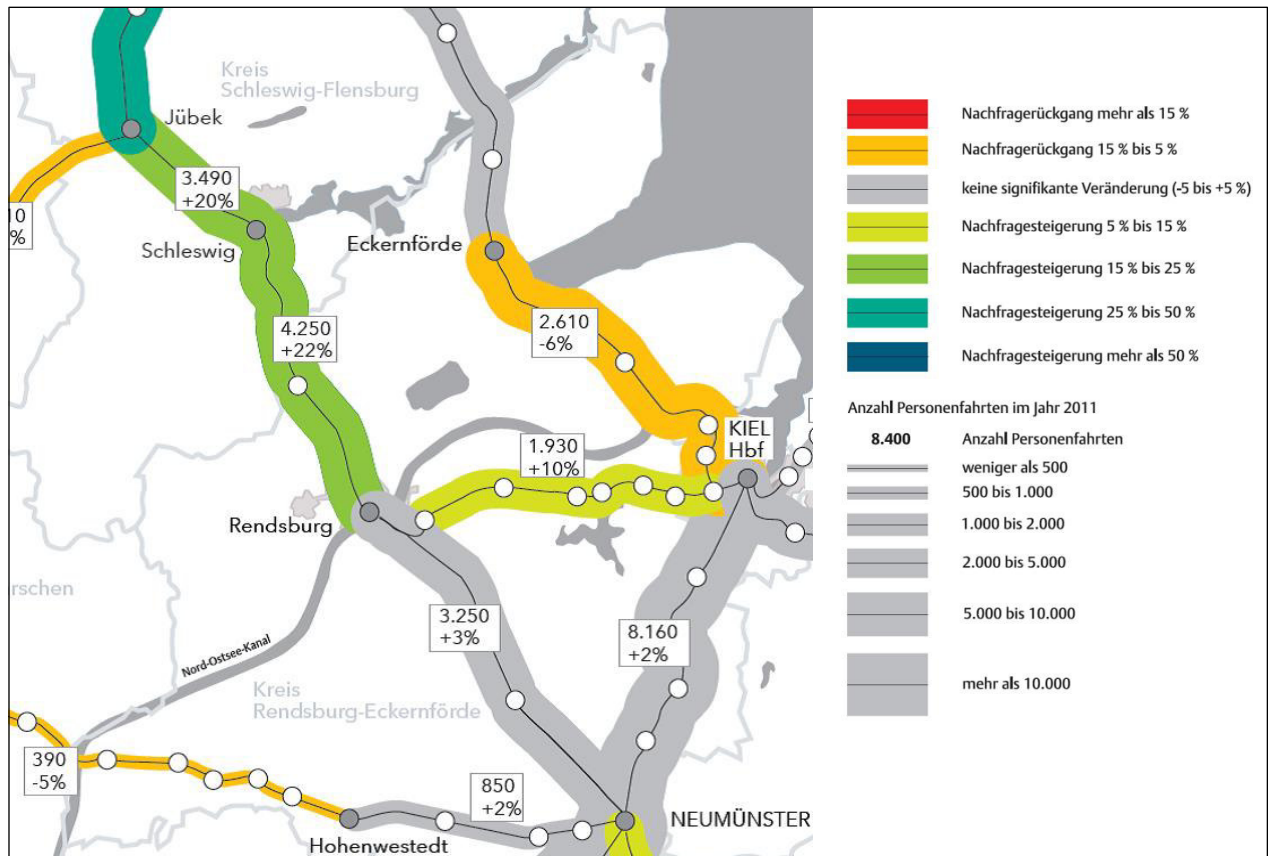 Kreis
Schleswig-Flensburg
Jübek
3.490
+20%
10
%
Schleswig
Eckernförde
4.250
+22%
2.610
-6%
KIEL
Hbf
1.930
+10%
Rendsburg
3.250
+3%
8.160
+2%
rschen
Nord-Ostsee-Kanal
Kreis
Rendsburg-Eckernförde
390
-5%
850
+2%
NEUMÜNSTER
Hohenwestedt
Nachfragerückgang mehr als 15 %
Nachfragerückgang 15 % bis 5 %
keine signifikante Veränderung (-5 bis +5 %)
Nachfragesteigerung 5 % bis 15 %
Nachfragesteigerung 15 % bis 25 %
Nachfragesteigerung 25 % bis 50 %
Nachfragesteigerung mehr als 50 %
Anzahl Personenfahrten im Jahr 2011
8.400 Anzahl Personenfahrten
weniger als 500
500 bis 1.000
1.000 bis 2.000
2.000 bis 5.000
5.000 bis 10.000
mehr als 10.000